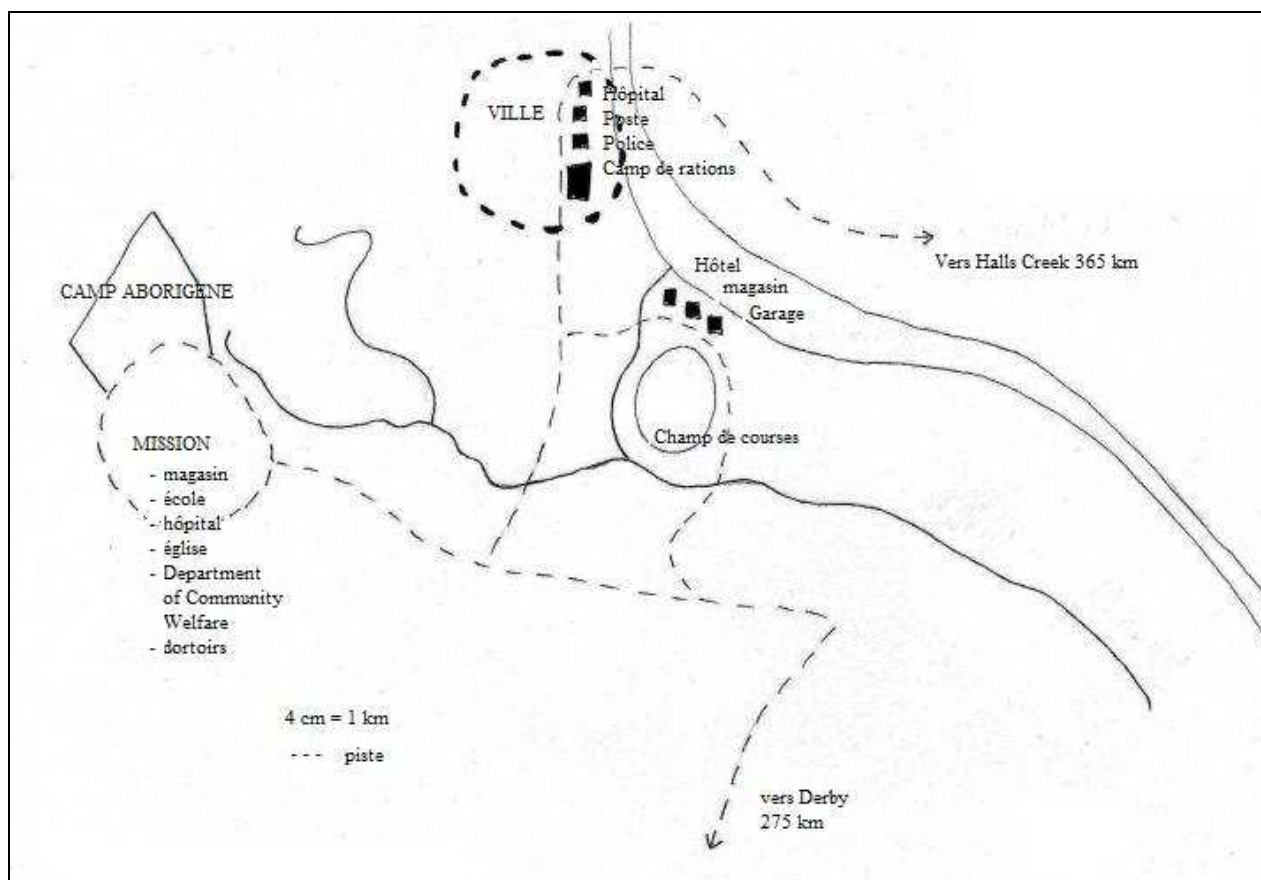 VILLE
Hôpital
Poste
Police
Camp de rations
Vers Halls Creek 365 km
Hôtel
magasin
Garage
CAMP ABORIGENE
Champ de courses
MISSION
- magasin
- école
- hôpital
- église
- Department
of Community
Welfare
- dortoirs
4 cm = 1 km
--- piste
vers Derby
275 km